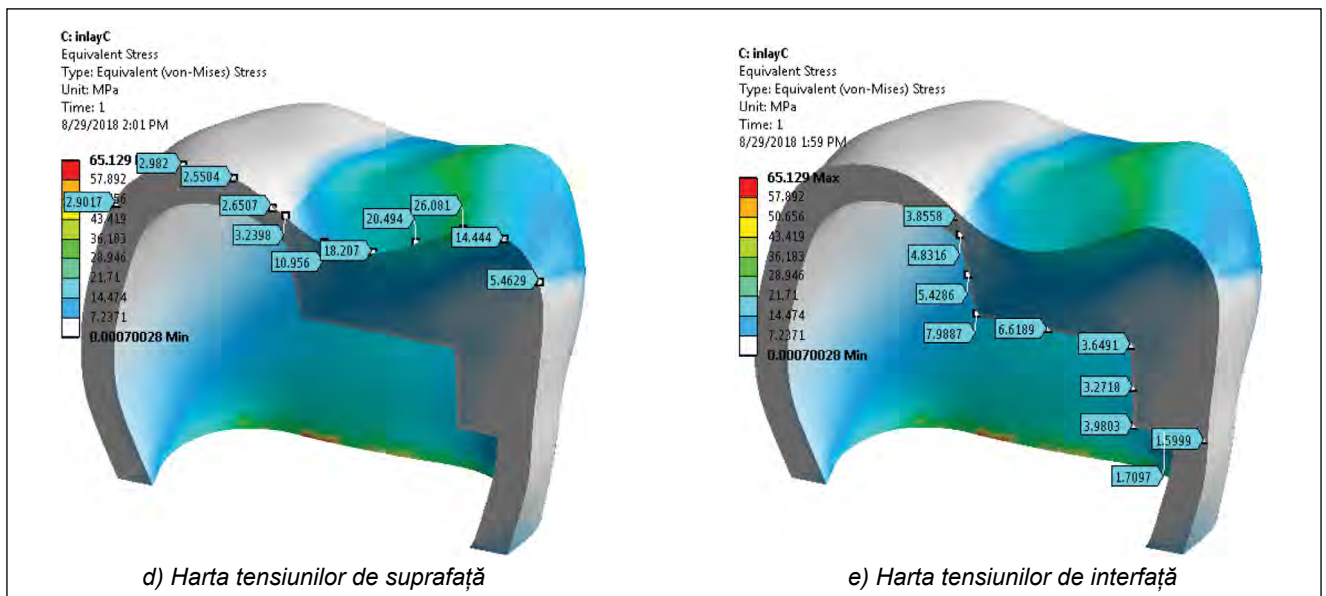 C: inlayC
Equivalent Stress
Type: Equivalent (von-Mises) Stress
Unit: MPa
Time: 1
8/29/2018 2:01 PM
65.129
57.892
56
43.419
36.183
28.946
21.71
14.474
7.2371
0.00070028 Min
2.982
2.5504
2.9017
2.6507
3.2398
10.956
18.207
20.494
26.081
14.444
5.4629
d) Harta tensiunilor de suprafață
C: inlayC
Equivalent Stress
Type: Equivalent (von-Mises) Stress
Unit: MPa
Time: 1
8/29/2018 1:59 PM
65.129 Max
57.892
50.656
43.419
36.183
28.946
21.71
14.474
7.2371
0.00070028 Min
3.8558
4.8316
5.4286
7.9887
6.6189
3.6491
3.2718
3.9803
1.5999
1.7097
e) Harta tensiunilor de interfață